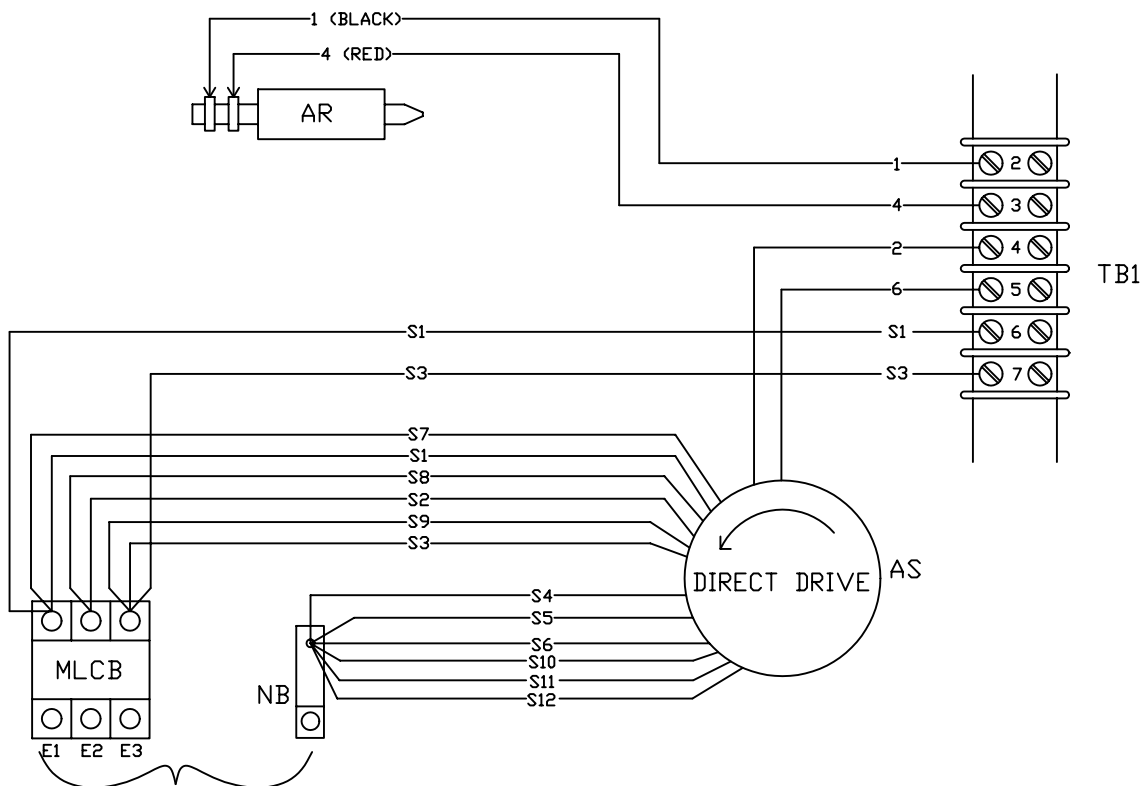 1 (BLACK)
4 (RED)
AR
1
2
4
3
2
4
TB1
6
5
S1
S1
6
S3
S3
7
S7
S1
S8
S2
S9
S3
DIRECT DRIVE
AS
S4
S5
S6
S10
S11
S12
MLCB
NB
E1
E2
E3